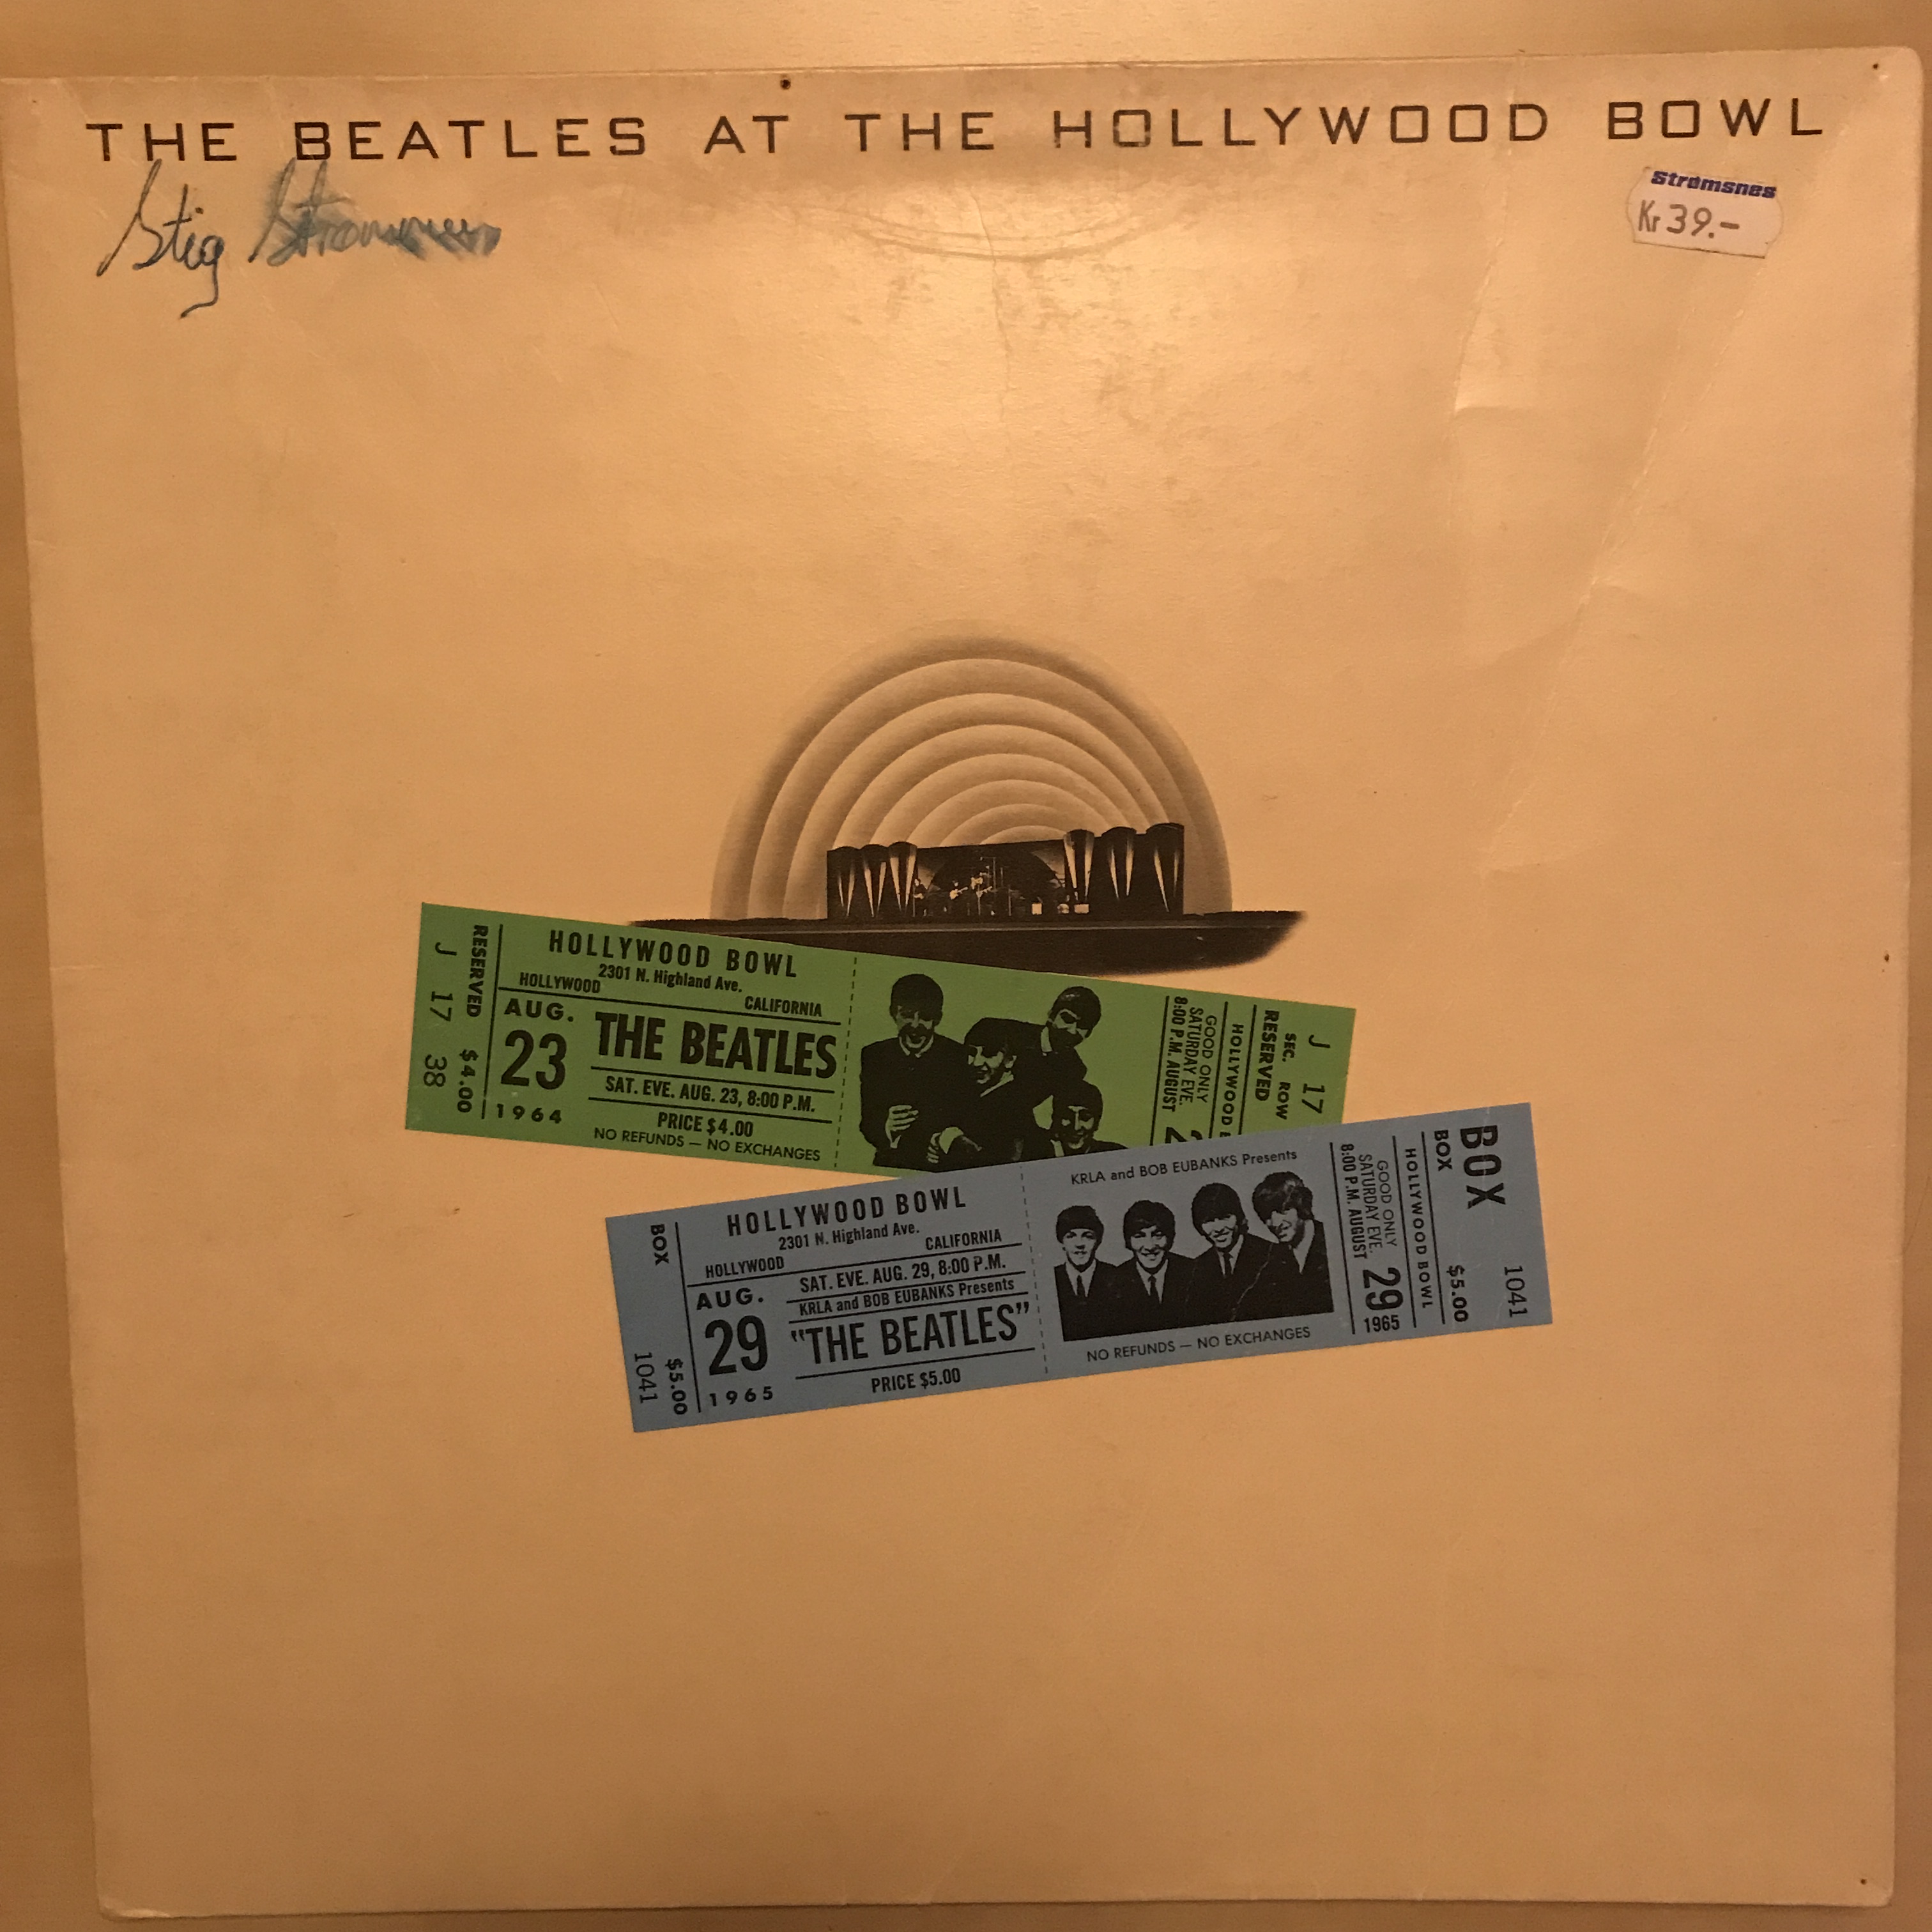 THE BEATLES AT THE HOLLYWOOD BOWL
Stig
Strømsnes
Kr 39.-
RESERVED $4.00
J 17 38
HOLLYWOOD BOWL
2301 N. Highland Ave.
HOLLYWOOD CALIFORNIA
AUG.
23
1964
THE BEATLES
SAT. EVE. AUG. 23, 8:00 P.M.
PRICE $4.00
NO REFUNDS — NO EXCHANGES
GOOD ONLY
SATURDAY EVE.
8:00 P.M. AUGUST
HOLLYWOOD
J 17
SEC. ROW
RESERVED
BOX $5.00
1041
HOLLYWOOD BOWL
2301 N. Highland Ave.
HOLLYWOOD CALIFORNIA
AUG.
29
1965
SAT. EVE. AUG. 29, 8:00 P.M.
KRLA and BOB EUBANKS Presents
"THE BEATLES"
PRICE $5.00
KRLA and BOB EUBANKS Presents
NO REFUNDS — NO EXCHANGES
GOOD ONLY
SATURDAY EVE.
8:00 P.M. AUGUST 29
1965
HOLLYWOOD BOWL
BOX $5.00
BOX 1041